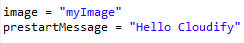 image = "myImage"
prestartMessage = "Hello Cloudify"